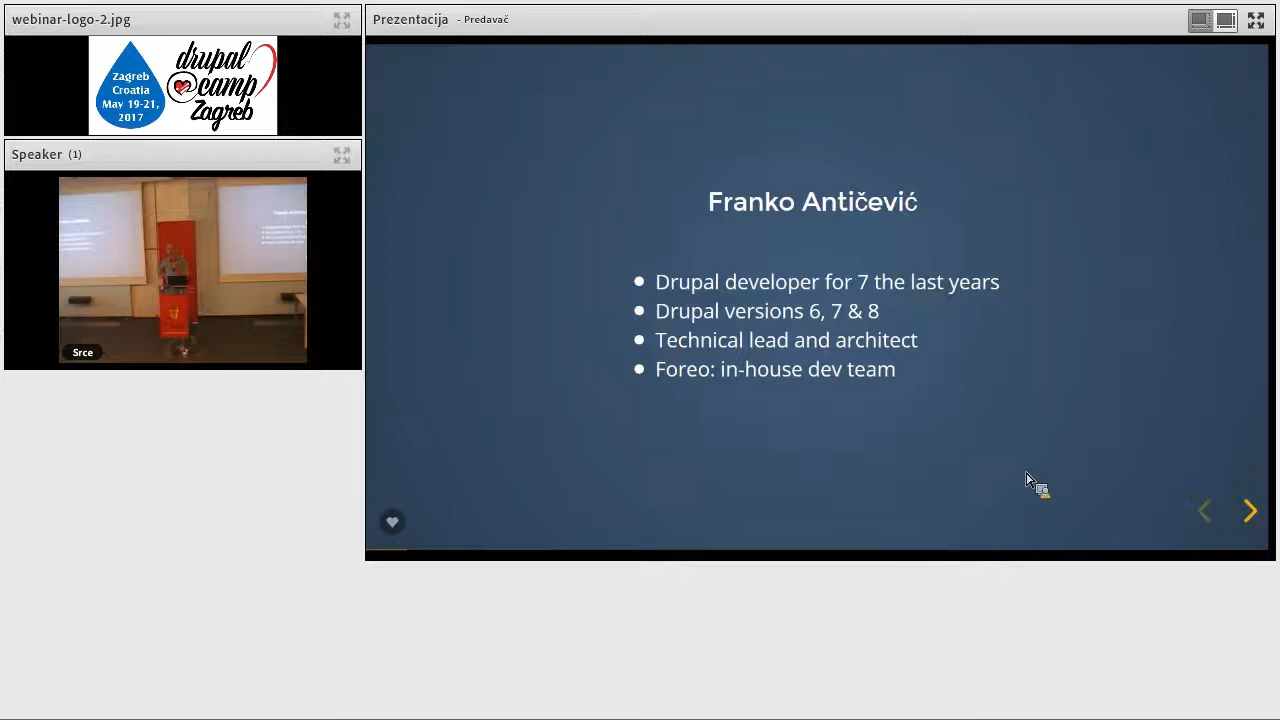 webinar-logo-2.jpg
Zagreb
Croatia
May 19-21,
2017
drupal
camp
Zagreb
Speaker (1)
Srce
Prezentacija - Predavač
Franko Antičević
Drupal developer for 7 the last years
Drupal versions 6, 7 & 8
Technical lead and architect
Foreo: in-house dev team